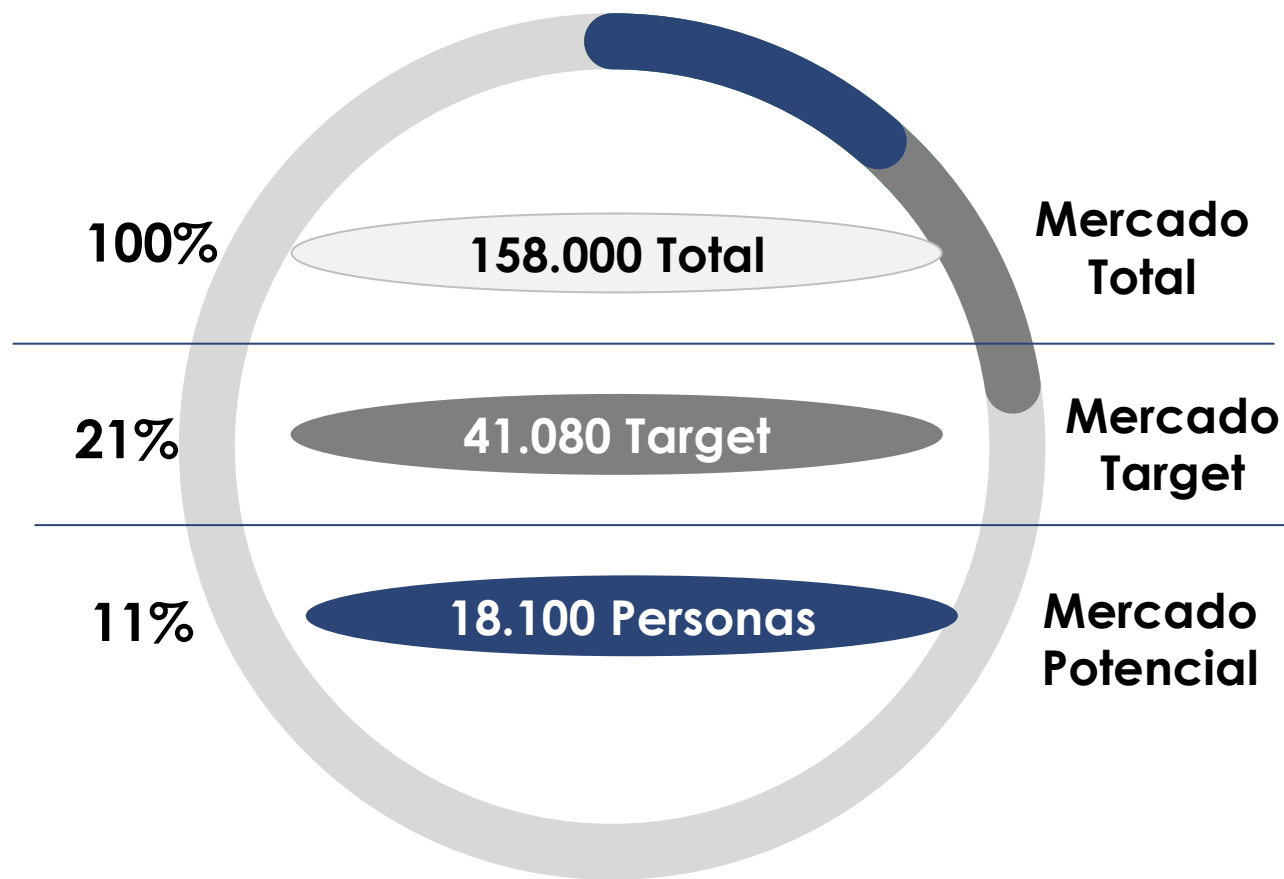 100%
158.000 Total
Mercado
Total
21%
41.080 Target
Mercado
Target
11%
18.100 Personas
Mercado
Potencial